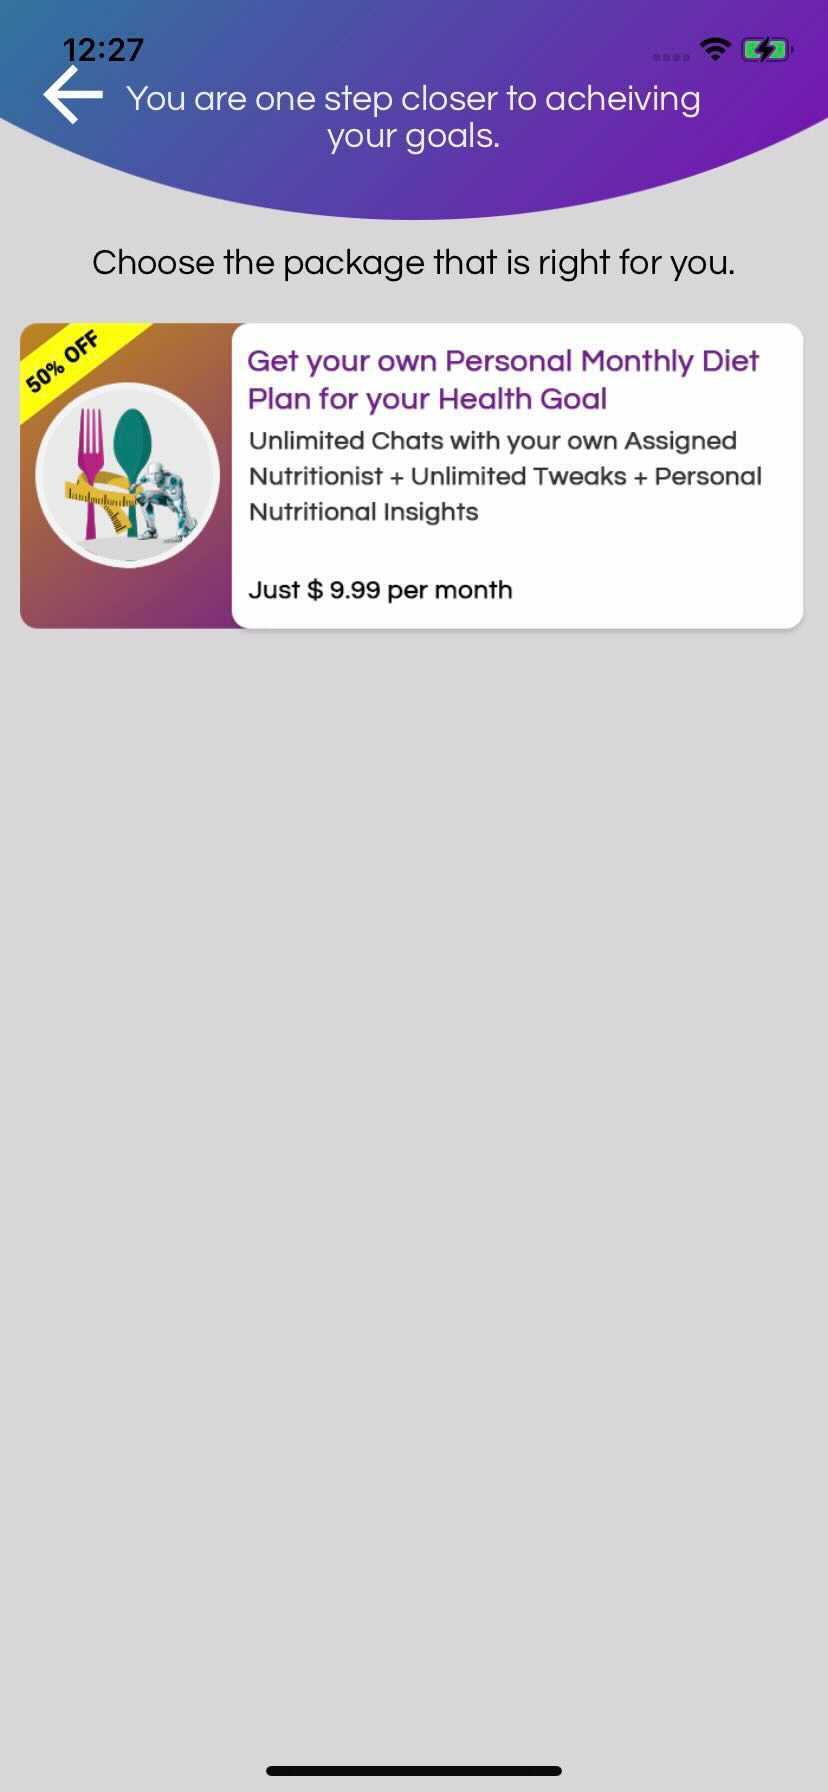 12:27
You are one step closer to acheiving
your goals.
Choose the package that is right for you.
50% OFF
Get your own Personal Monthly Diet
Plan for your Health Goal
Unlimited Chats with your own Assigned
Nutritionist + Unlimited Tweaks + Personal
Nutritional Insights
Just $ 9.99 per month